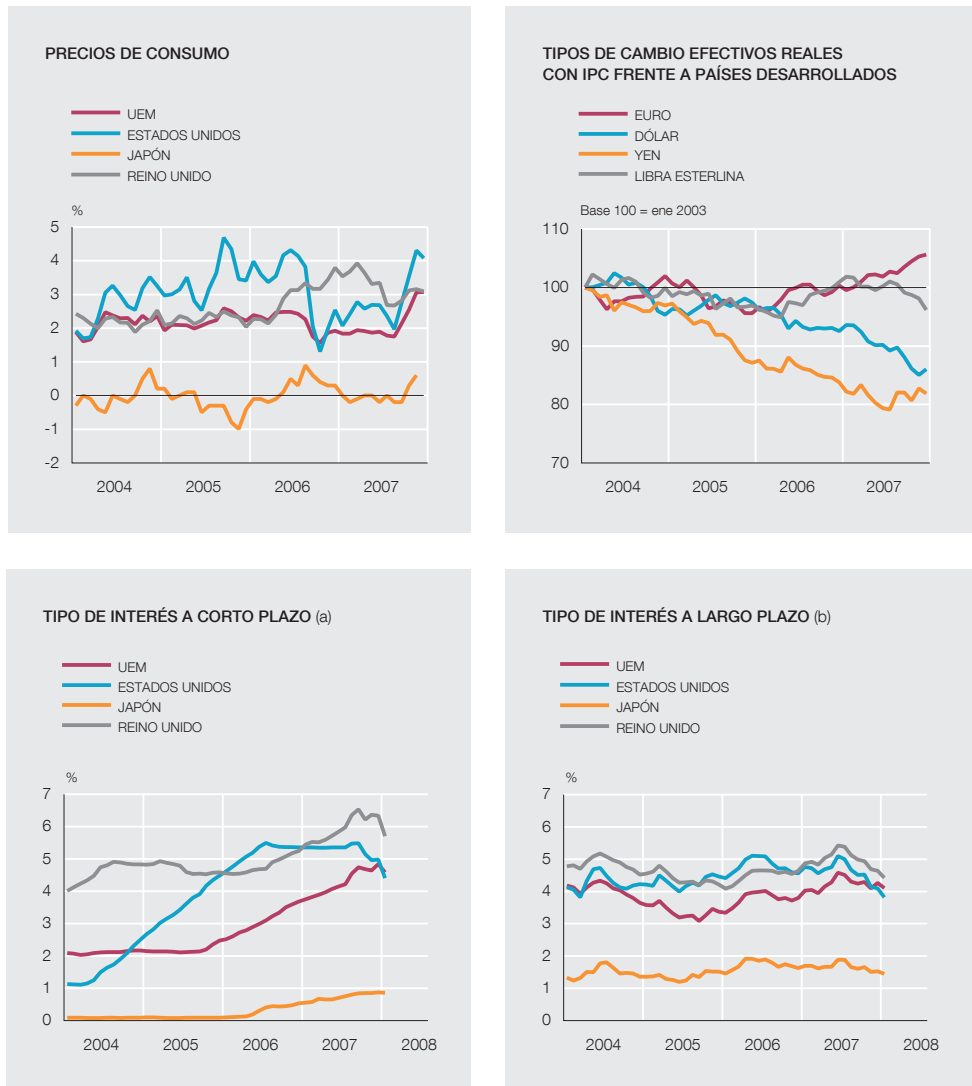 PRECIOS DE CONSUMO
UEM
ESTADOS UNIDOS
JAPÓN
REINO UNIDO
%
5
4
3
2
1
0
-1
-2
2004 2005 2006 2007
TIPOS DE CAMBIO EFECTIVOS REALES
CON IPC FRENTE A PAÍSES DESARROLLADOS
EURO
DÓLAR
YEN
LIBRA ESTERLINA
Base 100 = ene 2003
110
100
90
80
70
2004 2005 2006 2007
TIPO DE INTERÉS A CORTO PLAZO (a)
UEM
ESTADOS UNIDOS
JAPÓN
REINO UNIDO
%
7
6
5
4
3
2
1
0
2004 2005 2006 2007 2008
TIPO DE INTERÉS A LARGO PLAZO (b)
UEM
ESTADOS UNIDOS
JAPÓN
REINO UNIDO
%
7
6
5
4
3
2
1
0
2004 2005 2006 2007 2008